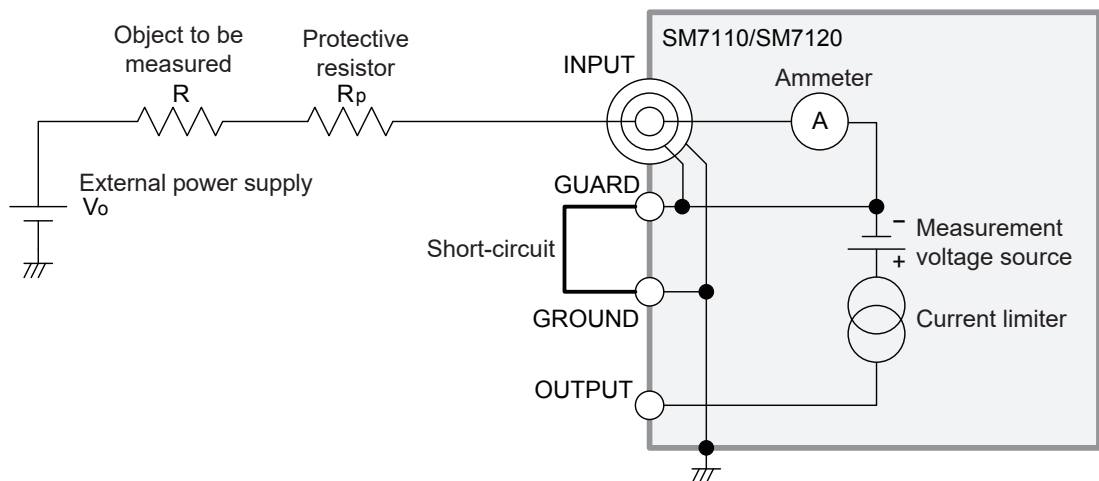 Object to be
measured
R
Protective
resistor
Rp
External power supply
Vo
INPUT
GUARD
Short-circuit
GROUND
OUTPUT
SM7110/SM7120
Ammeter
A
−
Measurement
voltage source
+
Current limiter